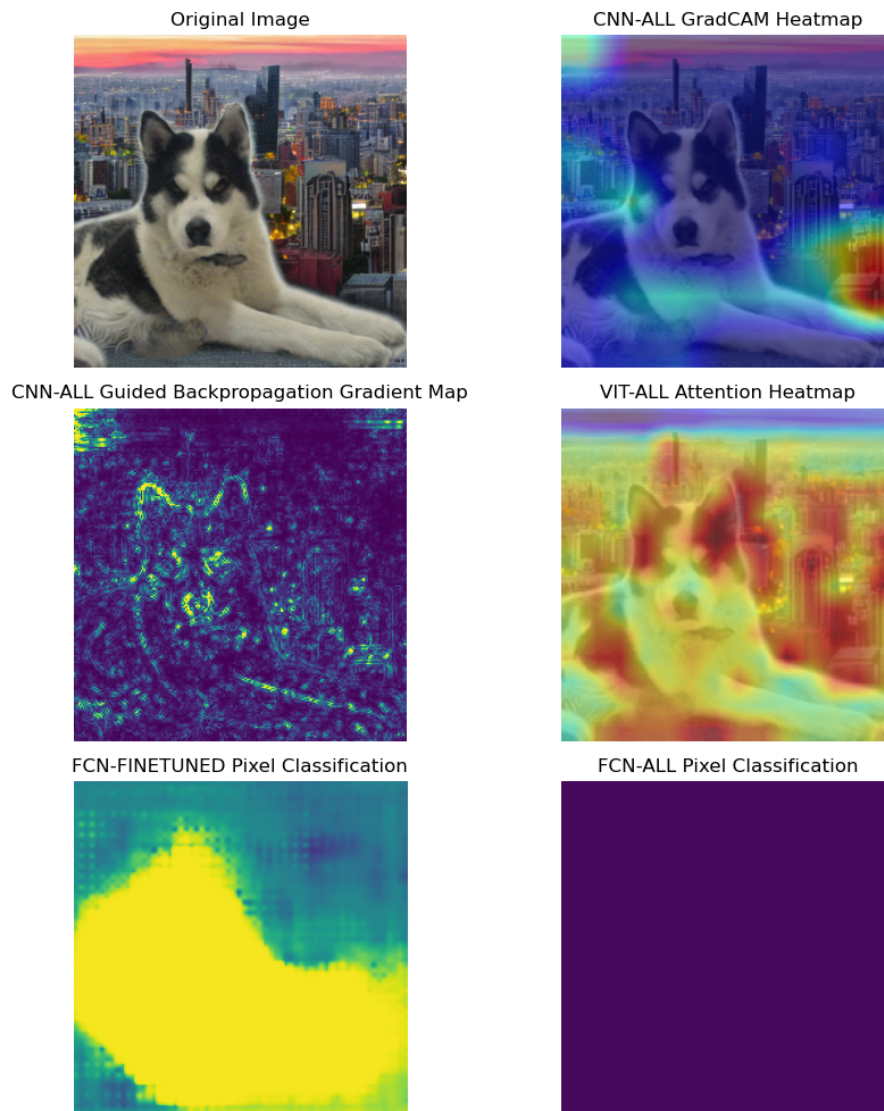 Original Image
CNN-ALL GradCAM Heatmap
CNN-ALL Guided Backpropagation Gradient Map
VIT-ALL Attention Heatmap
FCN-FINETUNED Pixel Classification
FCN-ALL Pixel Classification